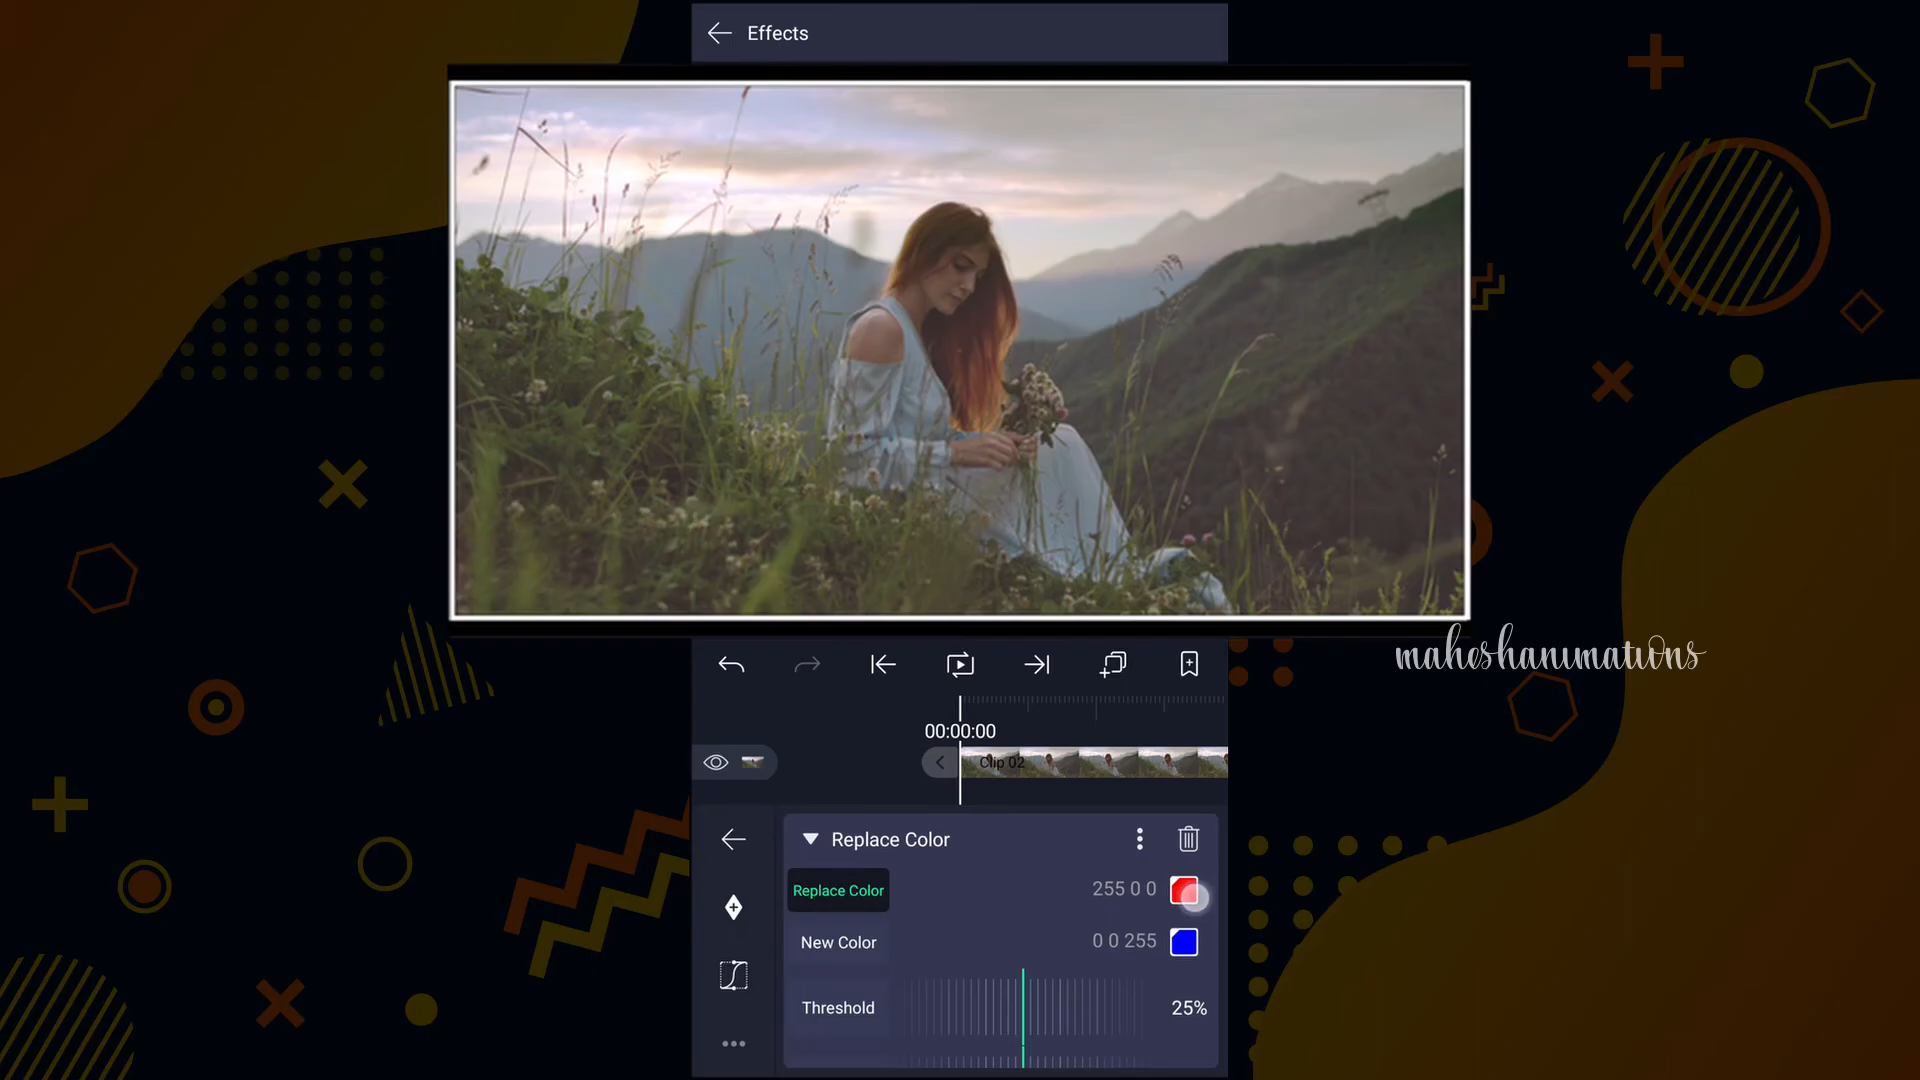 Effects
maheshanimations
00:00:00
Clip 02
Replace Color
Replace Color 255 0 0
New Color 0 0 255
Threshold 25%